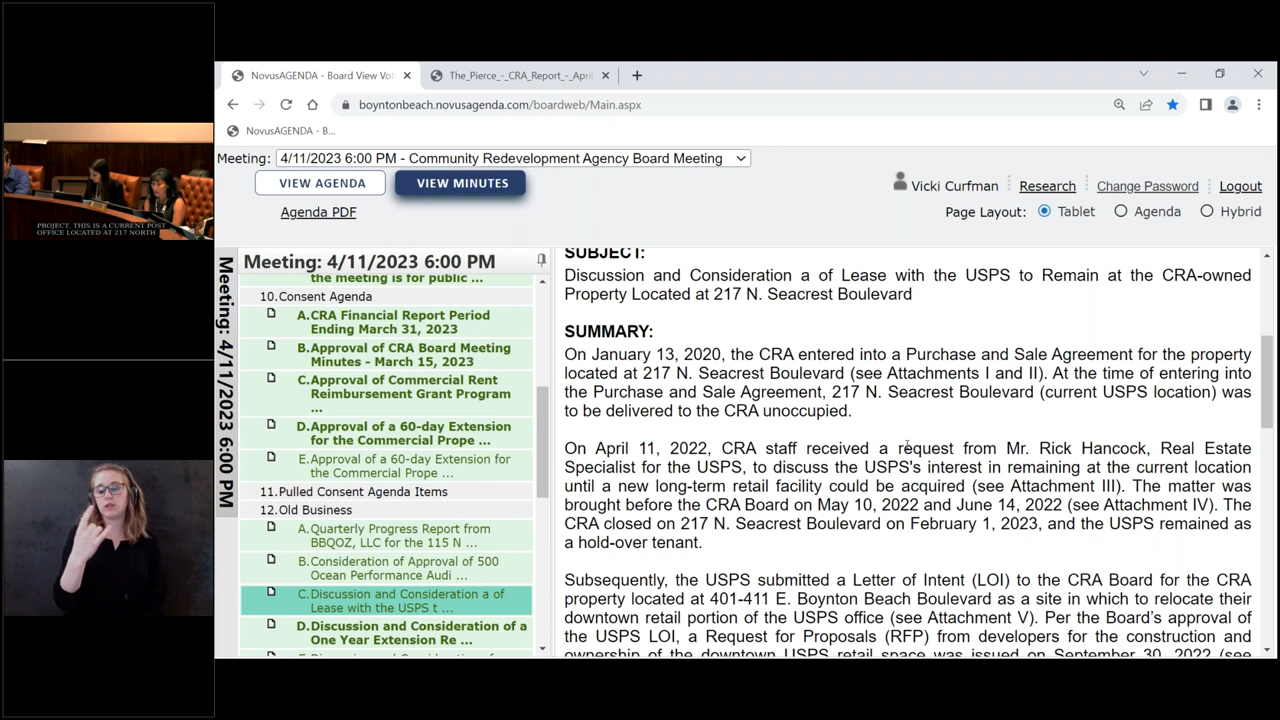 NovusAGENDA - Board View Vot
The_Pierce_-_CRA_Report_-_April
boyntonbeach.novusagenda.com/boardweb/Main.aspx
NovusAGENDA - B...
Meeting: 4/11/2023 6:00 PM - Community Redevelopment Agency Board Meeting
VIEW AGENDA VIEW MINUTES
Agenda PDF
Vicki Curfman Research Change Password Logout
Page Layout: Tablet Agenda Hybrid
PROJECT, THIS IS A CURRENT POST
OFFICE LOCATED AT 217 NORTH
Meeting: 4/11/2023 6:00 PM
Meeting: 4/11/2023 6:00 PM
the meeting is for public ...
10.Consent Agenda
A.CRA Financial Report Period
Ending March 31, 2023
B.Approval of CRA Board Meeting
Minutes - March 15, 2023
C.Approval of Commercial Rent
Reimbursement Grant Program
...
D.Approval of a 60-day Extension
for the Commercial Prope ...
E.Approval of a 60-day Extension
for the Commercial Prope ...
11.Pulled Consent Agenda Items
12.Old Business
A.Quarterly Progress Report from
BBQOZ, LLC for the 115 N ...
B.Consideration of Approval of 500
Ocean Performance Audi ...
C.Discussion and Consideration a of
Lease with the USPS t ...
D.Discussion and Consideration of a
One Year Extension Re ...
SUBJECT:
Discussion and Consideration a of Lease with the USPS to Remain at the CRA-owned
Property Located at 217 N. Seacrest Boulevard
SUMMARY:
On January 13, 2020, the CRA entered into a Purchase and Sale Agreement for the property
located at 217 N. Seacrest Boulevard (see Attachments I and II). At the time of entering into
the Purchase and Sale Agreement, 217 N. Seacrest Boulevard (current USPS location) was
to be delivered to the CRA unoccupied.
On April 11, 2022, CRA staff received a request from Mr. Rick Hancock, Real Estate
Specialist for the USPS, to discuss the USPS's interest in remaining at the current location
until a new long-term retail facility could be acquired (see Attachment III). The matter was
brought before the CRA Board on May 10, 2022 and June 14, 2022 (see Attachment IV). The
CRA closed on 217 N. Seacrest Boulevard on February 1, 2023, and the USPS remained as
a hold-over tenant.
Subsequently, the USPS submitted a Letter of Intent (LOI) to the CRA Board for the CRA
property located at 401-411 E. Boynton Beach Boulevard as a site in which to relocate their
downtown retail portion of the USPS office (see Attachment V). Per the Board's approval of
the USPS LOI, a Request for Proposals (RFP) from developers for the construction and
ownership of the downtown USPS retail space was issued on September 30, 2022 (see